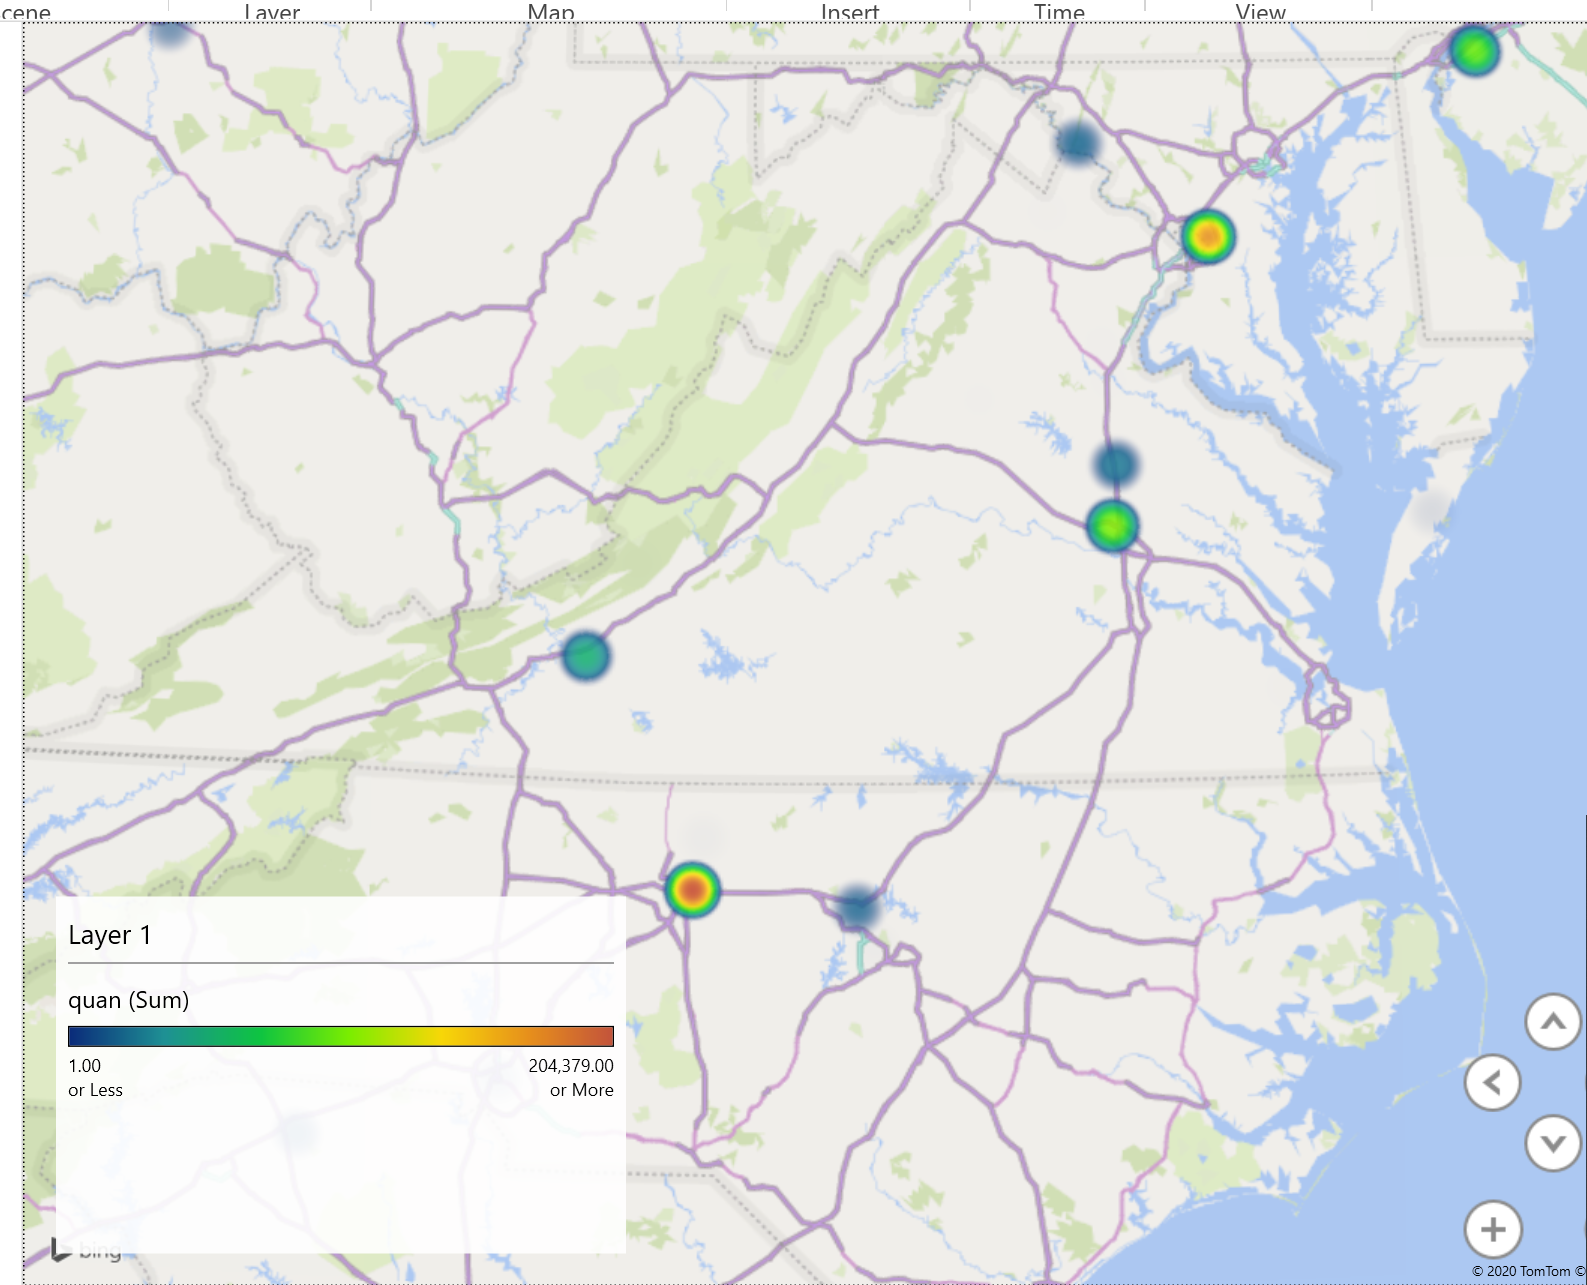 cene Layer Map Insert Time View
Layer 1
quan (Sum)
1.00 204,379.00
or Less or More
bing
© 2020 TomTom ©